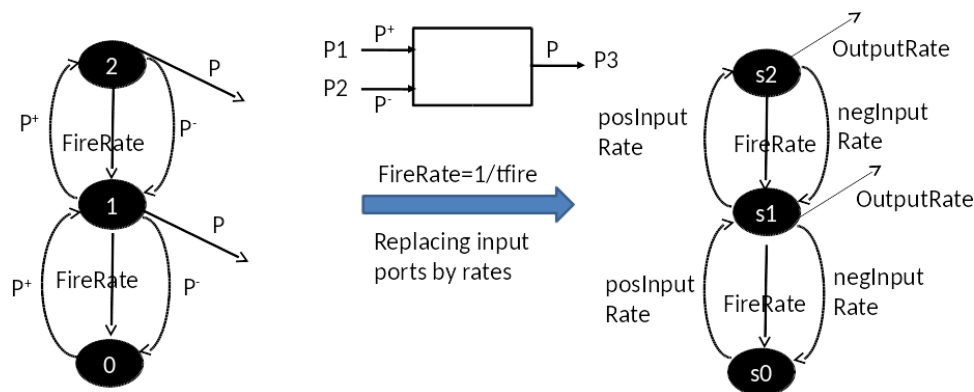 2
P
P⁺
FireRate
P⁻
1
P
P⁺
FireRate
P⁻
0
P1
P⁺
P
P3
P2
P⁻
FireRate=1/tfire
Replacing input
ports by rates
OutputRate
s2
posInput
Rate
FireRate
negInput
Rate
OutputRate
s1
posInput
Rate
FireRate
negInput
Rate
s0